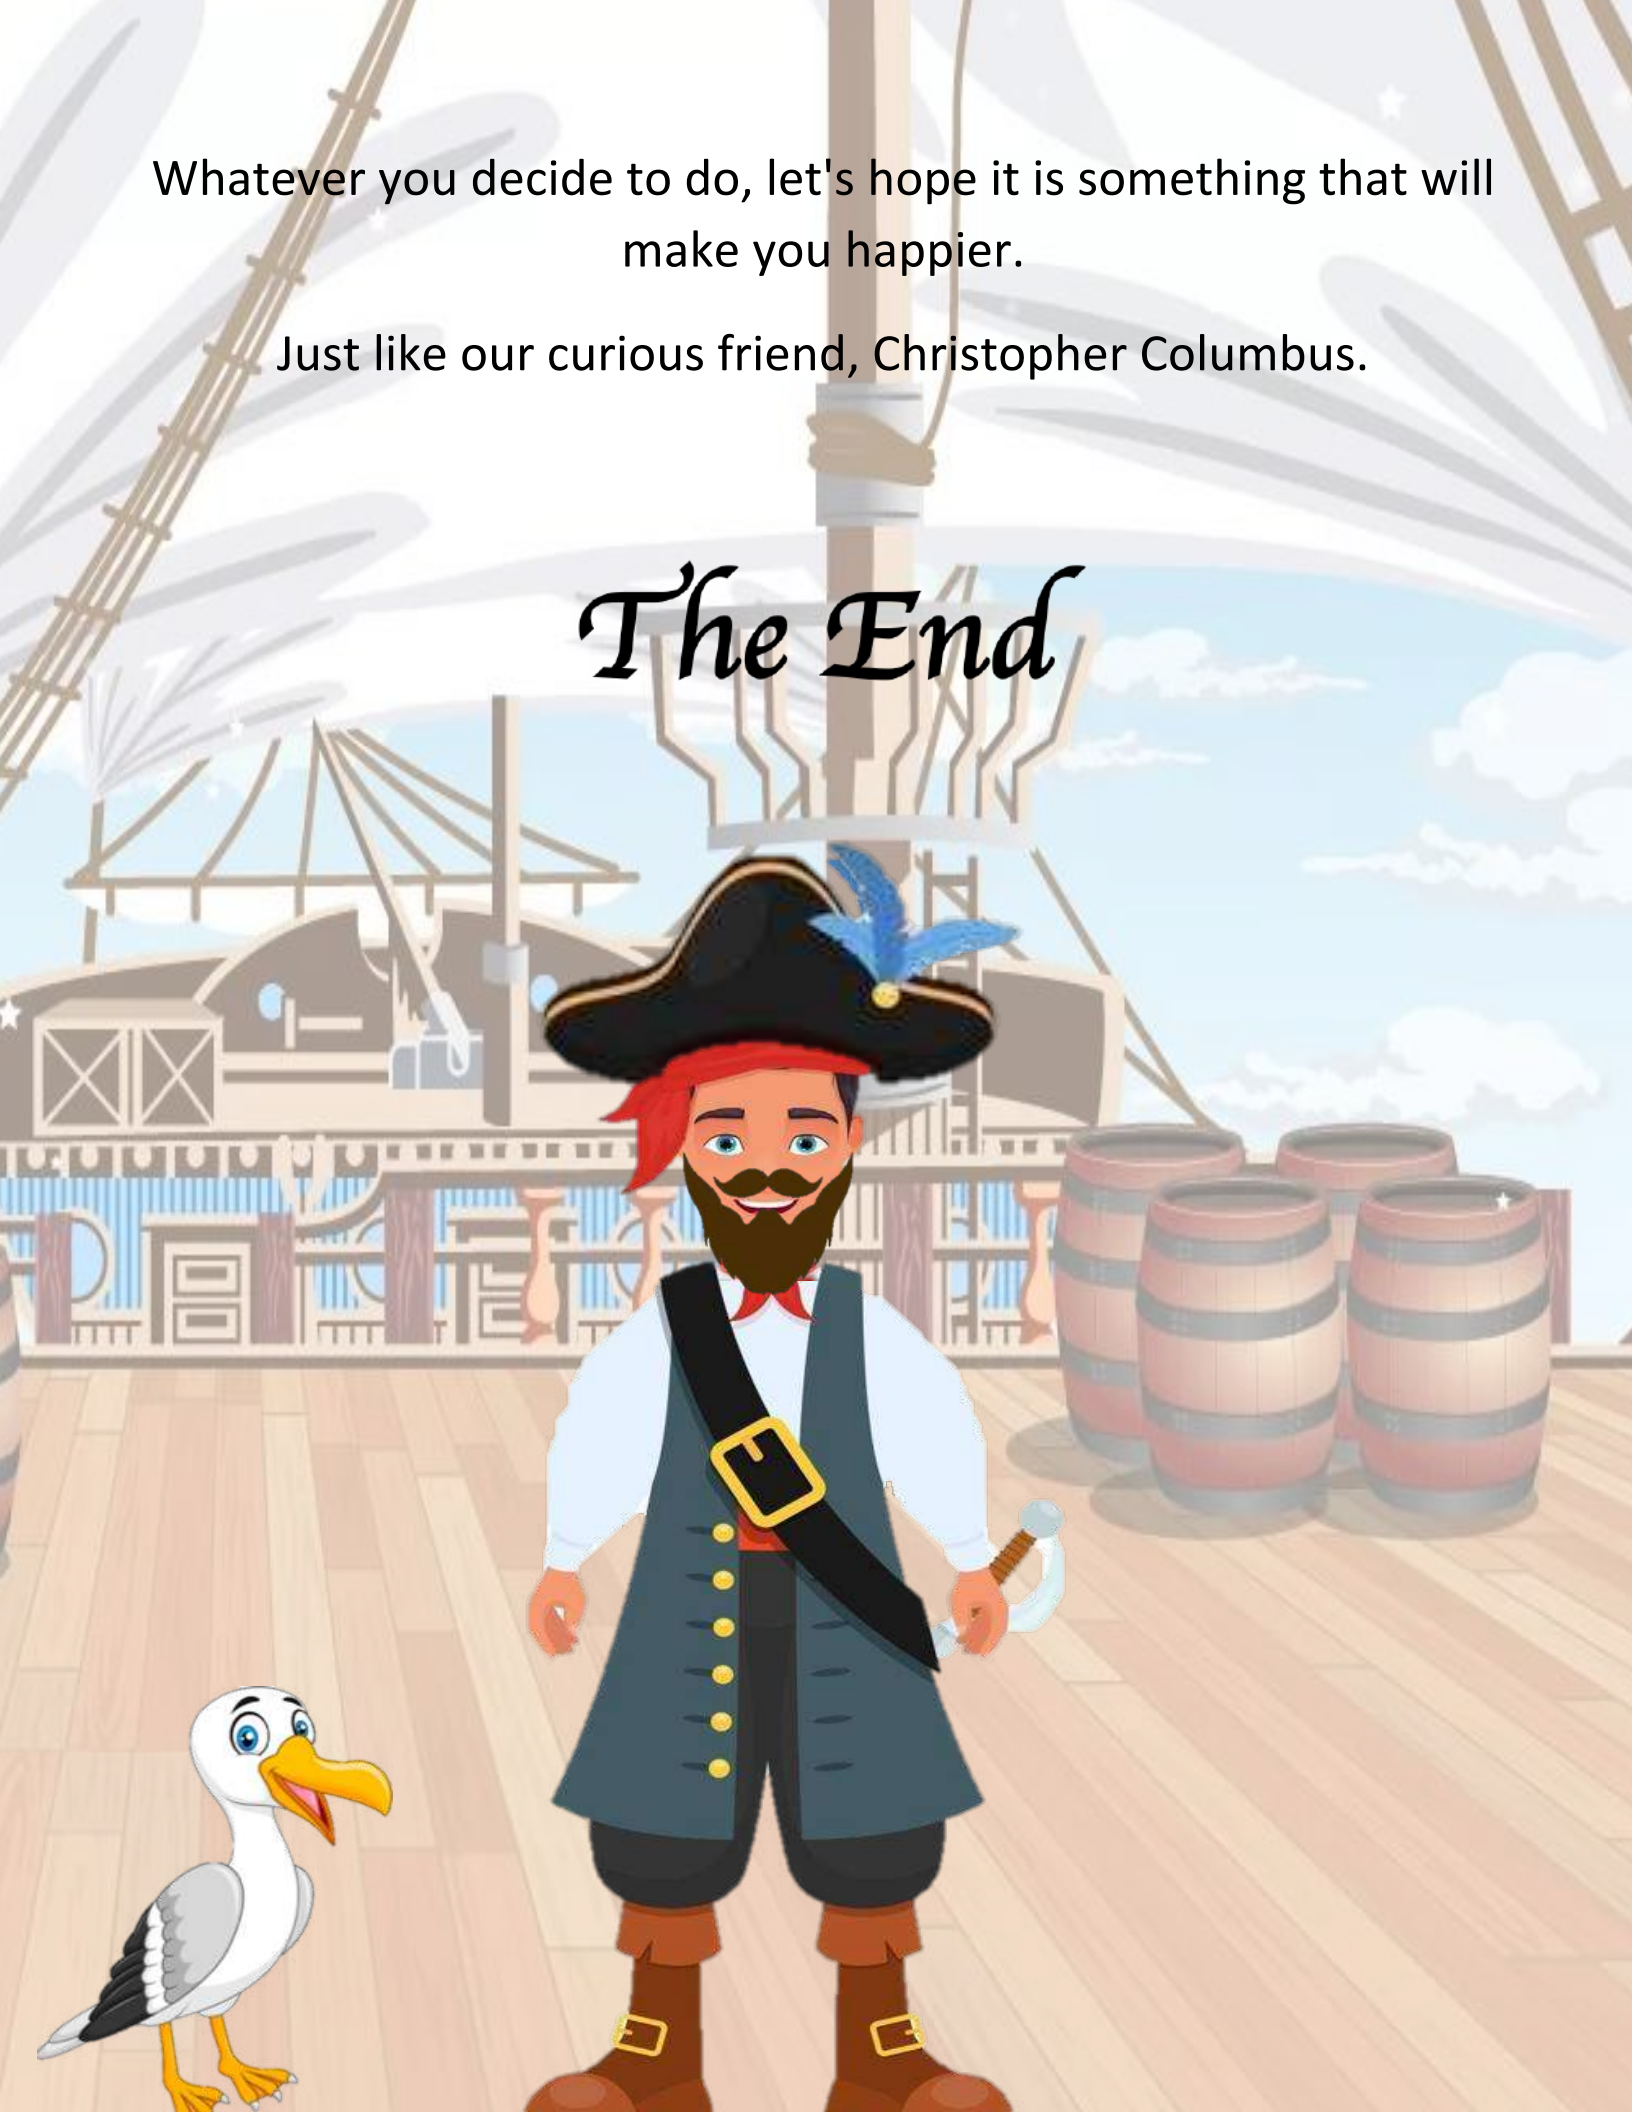 Whatever you decide to do, let's hope it is something that will
make you happier.
Just like our curious friend, Christopher Columbus.
The End